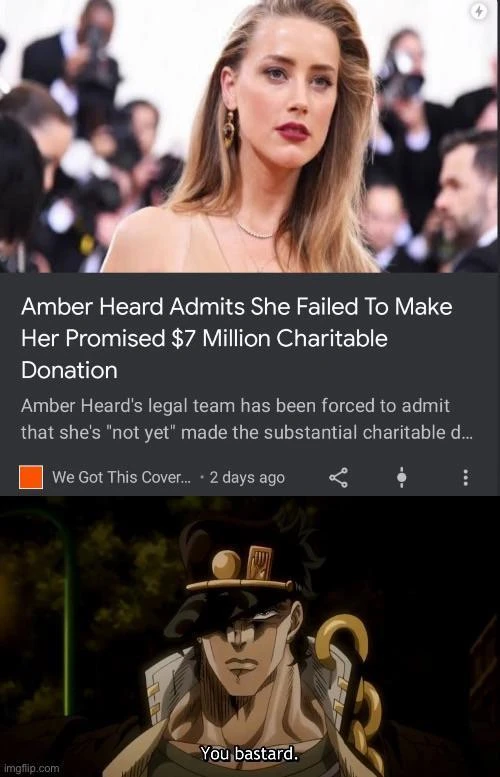 Amber Heard Admits She Failed To Make
Her Promised $7 Million Charitable
Donation
Amber Heard's legal team has been forced to admit
that she's "not yet" made the substantial charitable d...
We Got This Cover... • 2 days ago
You bastard.
imgflip.com